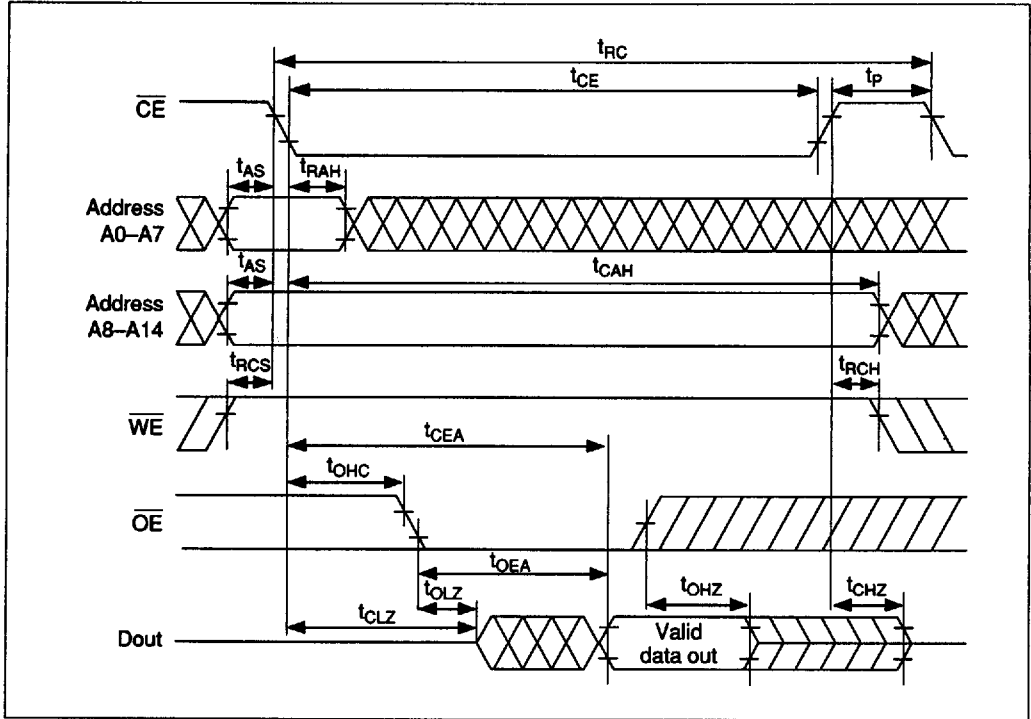 tRC
tCE
tP
CE
tAS
tRAH
Address
A0–A7
tAS
tCAH
Address
A8–A14
tRCS
tRCH
WE
tCEA
tOHC
OE
tOEA
tOLZ
tOHZ
tCHZ
tCLZ
Dout
Valid
data out